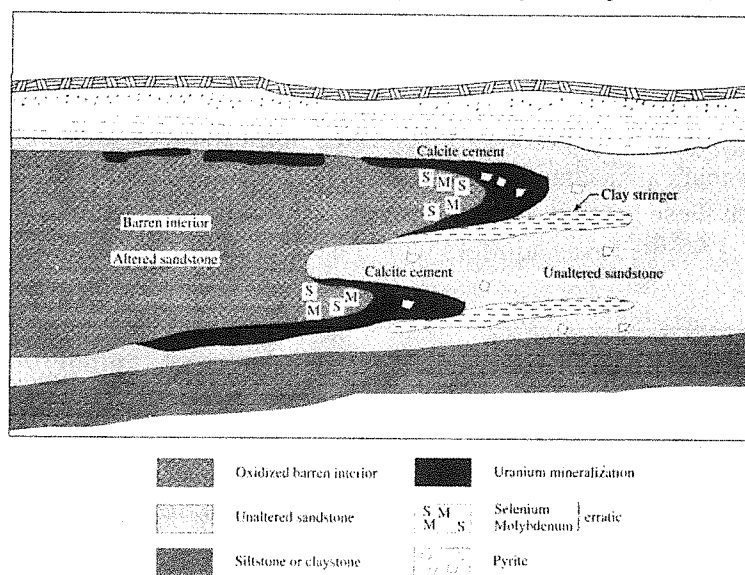 Calcite cement
S M S
S M
Clay stringer
Barren interior
Altered sandstone
Calcite cement
Unaltered sandstone
S M
M S
Oxidized barren interior
Uranium mineralization
Unaltered sandstone
S M
M S
Selenium
Molybdenum
erratic
Siltstone or claystone
Pyrite